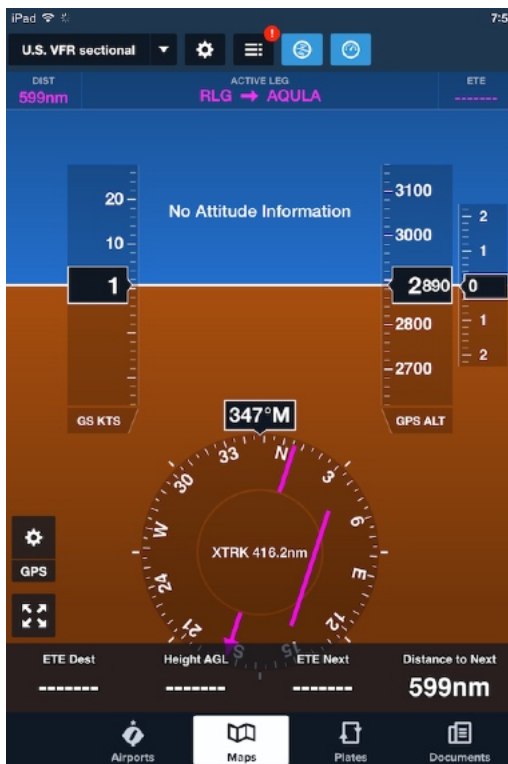 iPad 7:5
U.S. VFR sectional
!
DIST ACTIVE LEG ETE
599nm RLG → AQULA -------
No Attitude Information
20
10
1
GS KTS
3100
3000
2890
2800
2700
GPS ALT
2
1
0
1
2
347°M
33 N 3 6 E 12 15 S 21 24 W 30
XTRK 416.2nm
GPS
ETE Dest Height AGL ETE Next Distance to Next
------- ------- ------- 599nm
Airports Maps Plates Documents